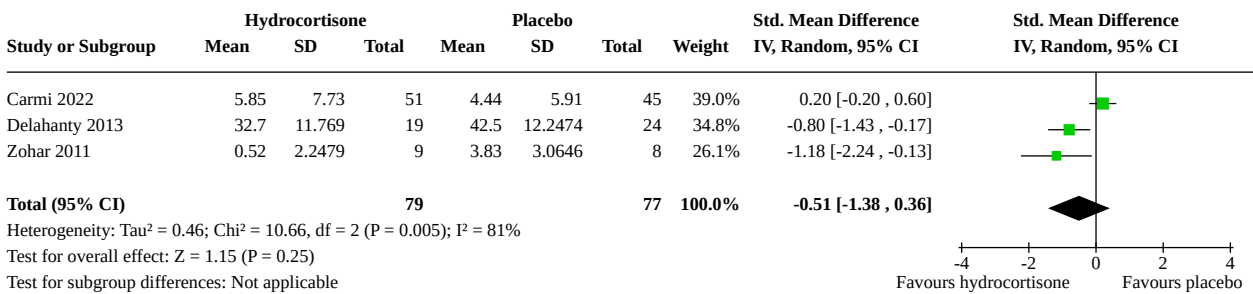 Hydrocortisone Placebo Std. Mean Difference Std. Mean Difference
Study or Subgroup Mean SD Total Mean SD Total Weight IV, Random, 95% CI IV, Random, 95% CI
Carmi 2022 5.85 7.73 51 4.44 5.91 45 39.0% 0.20 [-0.20 , 0.60]
Delahanty 2013 32.7 11.769 19 42.5 12.2474 24 34.8% -0.80 [-1.43 , -0.17]
Zohar 2011 0.52 2.2479 9 3.83 3.0646 8 26.1% -1.18 [-2.24 , -0.13]
Total (95% CI) 79 77 100.0% -0.51 [-1.38 , 0.36]
Heterogeneity: Tau² = 0.46; Chi² = 10.66, df = 2 (P = 0.005); I² = 81%
Test for overall effect: Z = 1.15 (P = 0.25)
-4 -2 0 2 4
Test for subgroup differences: Not applicable Favours hydrocortisone Favours placebo